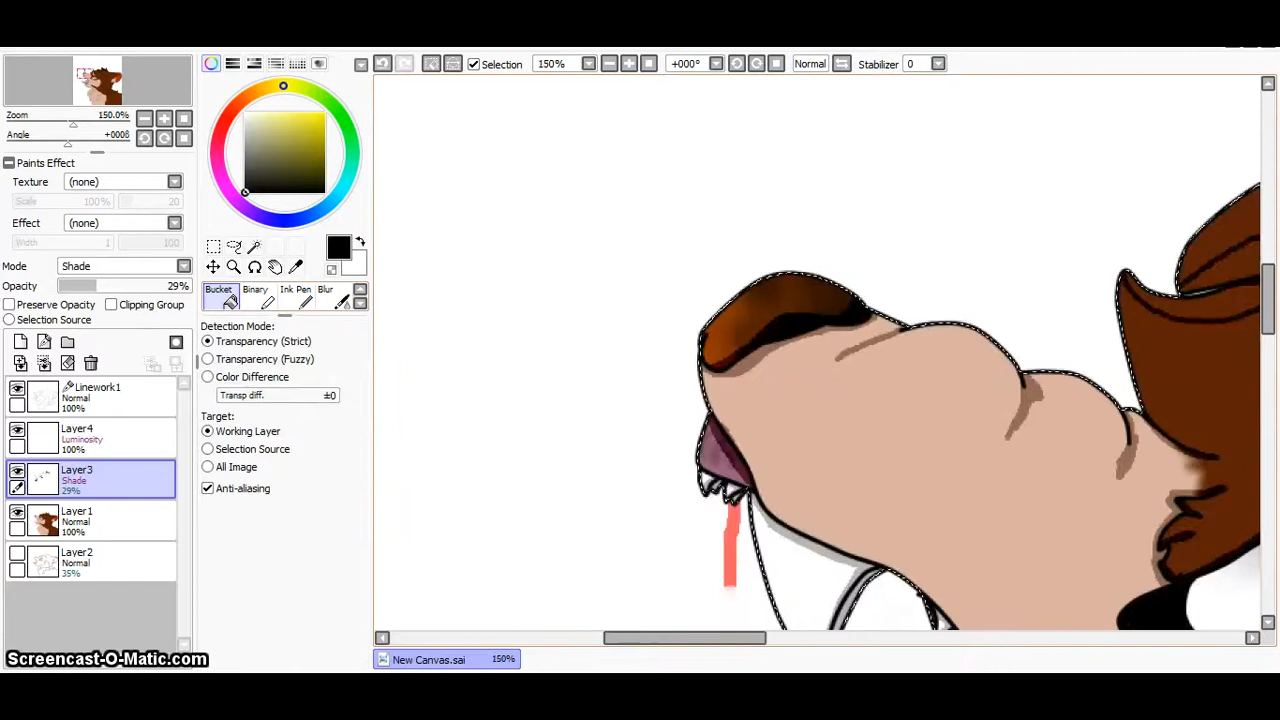 Selection 150% +000° Normal Stabilizer 0
Zoom 150.0%
Angle +000§
Paints Effect
Texture (none)
Scale 100% 20
Effect (none)
Width 1 100
Mode Shade
Opacity 29%
Preserve Opacity Clipping Group
Selection Source
Linework1
Normal
100%
Layer4
Luminosity
100%
Layer3
Shade
29%
Layer1
Normal
100%
Layer2
Normal
35%
Bucket Binary Ink Pen Blur
Detection Mode:
Transparency (Strict)
Transparency (Fuzzy)
Color Difference
Transp diff. ±0
Target:
Working Layer
Selection Source
All Image
Anti-aliasing
New Canvas.sai 150%
Screencast-O-Matic.com